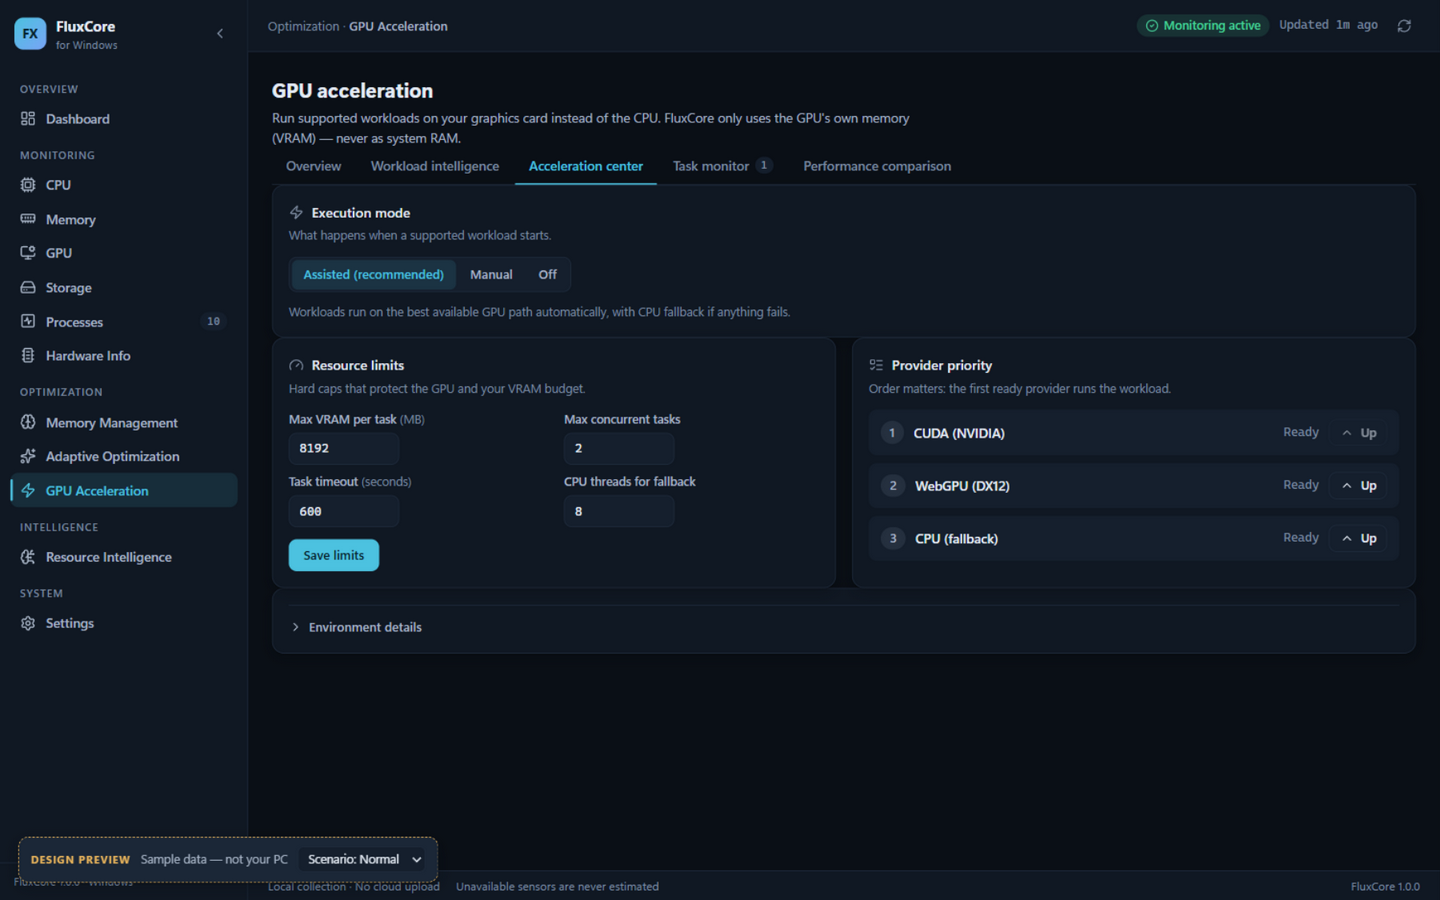 FX
FluxCore
for Windows
Optimization · GPU Acceleration
Monitoring active
Updated 1m ago
OVERVIEW
Dashboard
MONITORING
CPU
Memory
GPU
Storage
Processes 10
Hardware Info
OPTIMIZATION
Memory Management
Adaptive Optimization
GPU Acceleration
INTELLIGENCE
Resource Intelligence
SYSTEM
Settings
GPU acceleration
Run supported workloads on your graphics card instead of the CPU. FluxCore only uses the GPU's own memory
(VRAM) — never as system RAM.
Overview Workload intelligence Acceleration center Task monitor 1 Performance comparison
Execution mode
What happens when a supported workload starts.
Assisted (recommended) Manual Off
Workloads run on the best available GPU path automatically, with CPU fallback if anything fails.
Resource limits
Hard caps that protect the GPU and your VRAM budget.
Max VRAM per task (MB) Max concurrent tasks
8192 2
Task timeout (seconds) CPU threads for fallback
600 8
Save limits
Provider priority
Order matters: the first ready provider runs the workload.
1 CUDA (NVIDIA) Ready Up
2 WebGPU (DX12) Ready Up
3 CPU (fallback) Ready Up
Environment details
DESIGN PREVIEW Sample data — not your PC Scenario: Normal
FluxCore 1.0.0 · Windows
Local collection · No cloud upload Unavailable sensors are never estimated
FluxCore 1.0.0